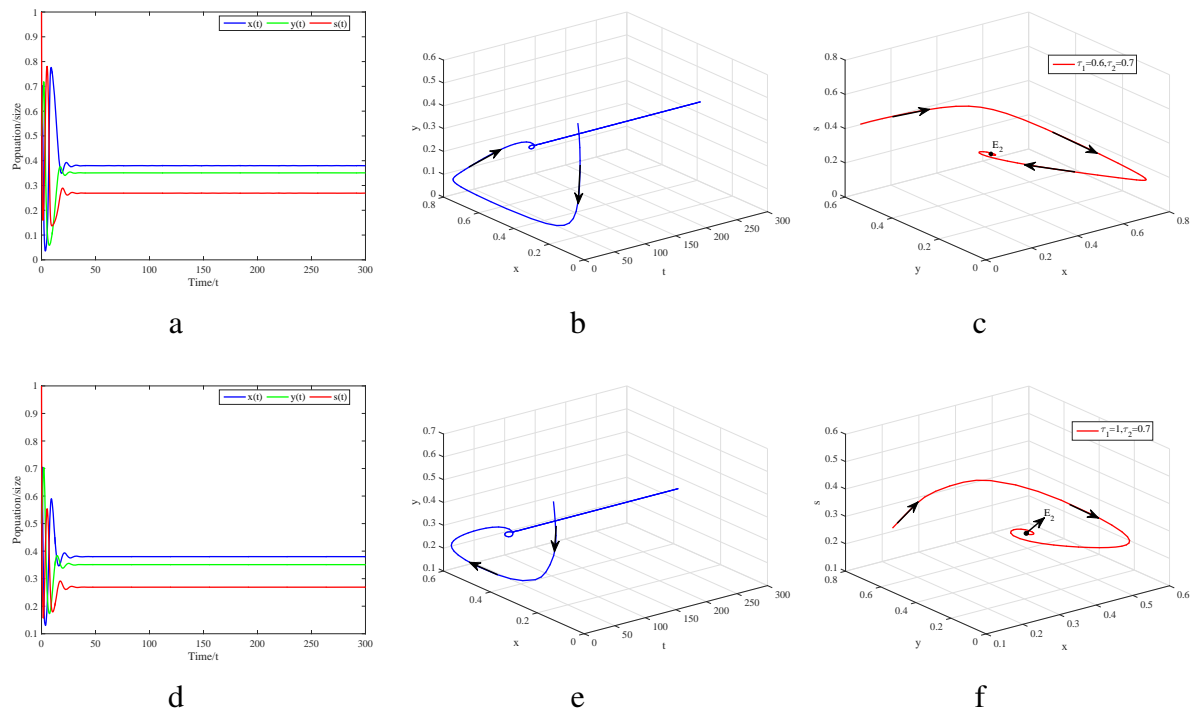 x(t) y(t) s(t)
Popuation/size
1
0.9
0.8
0.7
0.6
0.5
0.4
0.3
0.2
0.1
0
0 50 100 150 200 250 300
Time/t
a
y
0.6
0.5
0.4
0.3
0.2
0.1
0
0.8 0.6 0.4 0.2 0
x
0 50 100 150 200 250 300
t
b
τ1=0.6,τ2=0.7
s
0.8
0.6
0.4
0.2
0
E2
0.6 0.4 0.2 0
y
0 0.2 0.4 0.6 0.8
x
c
x(t) y(t) s(t)
Popuation/size
1
0.9
0.8
0.7
0.6
0.5
0.4
0.3
0.2
0.1
0 50 100 150 200 250 300
Time/t
d
y
0.7
0.6
0.5
0.4
0.3
0.2
0.1
0.6 0.4 0.2 0
x
0 50 100 150 200 250 300
t
e
τ1=1,τ2=0.7
s
0.6
0.5
0.4
0.3
0.2
0.1
E2
0.8 0.6 0.4 0.2 0
y
0.1 0.2 0.3 0.4 0.5 0.6
x
f